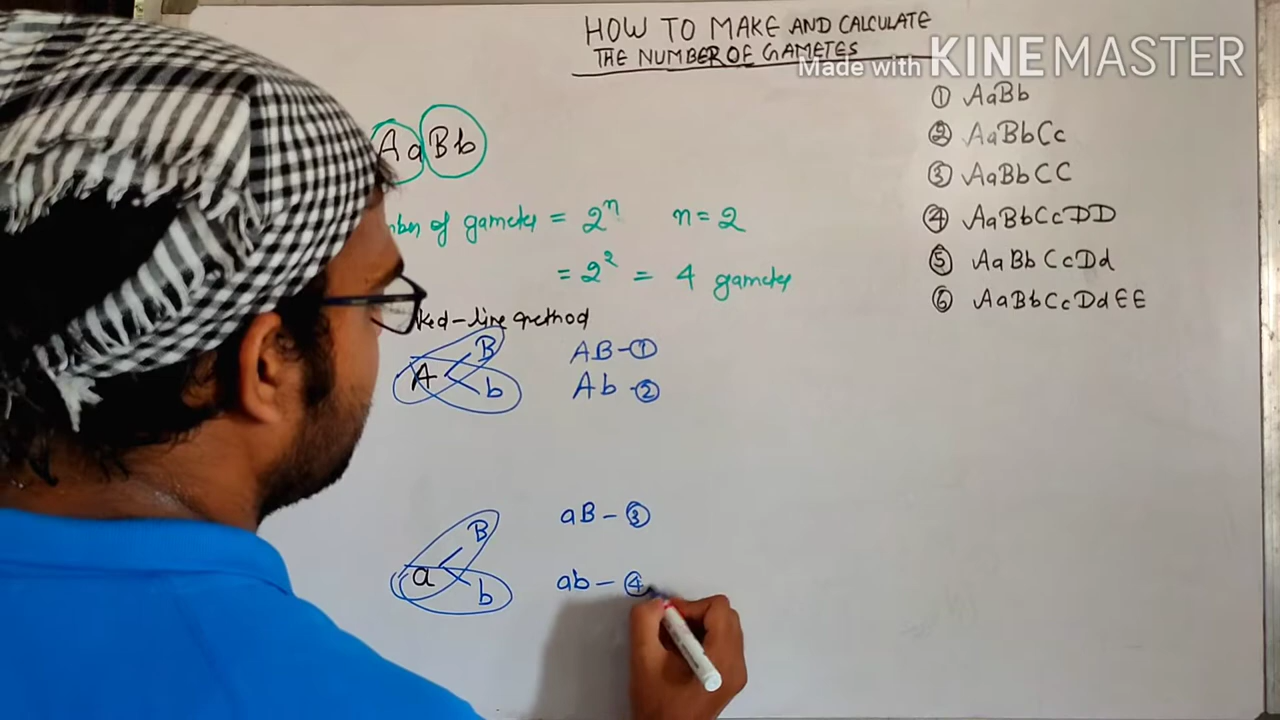 HOW TO MAKE AND CALCULATE
THE NUMBER OF GAMETES
Made with KINEMASTER
① AaBb
② AaBbCc
③ AaBbCC
④ AaBbCcDD
⑤ AaBbCcDd
⑥ AaBbCcDdEE
AaBb
of gametes = 2ⁿ n = 2
= 2² = 4 gametes
-line method
A B b
AB-①
Ab-②
a B b
aB-③
ab-④